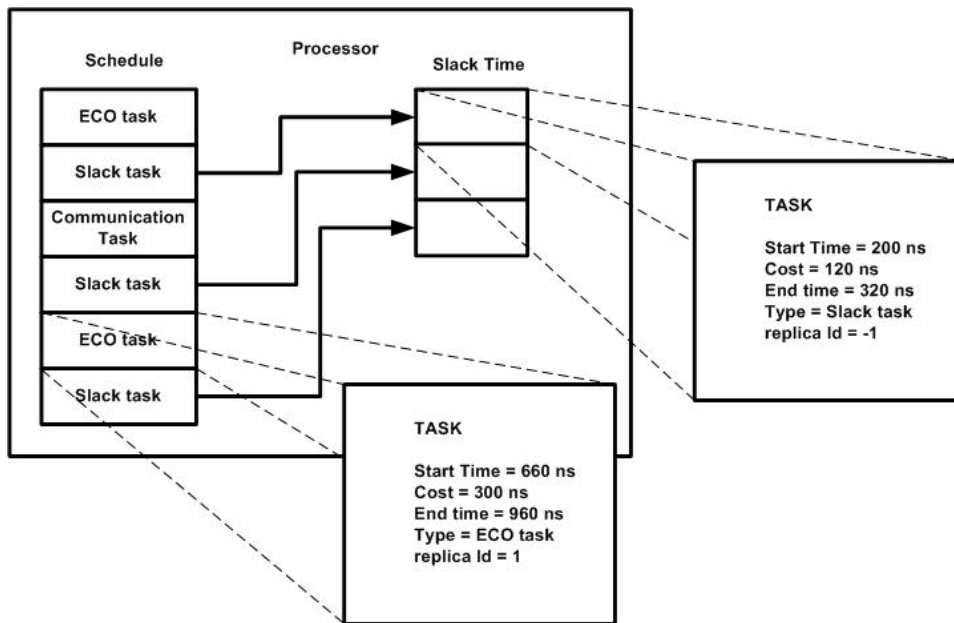 Processor
Schedule
Slack Time
ECO task
Slack task
Communication
Task
Slack task
ECO task
Slack task
TASK
Start Time = 200 ns
Cost = 120 ns
End time = 320 ns
Type = Slack task
replica Id = -1
TASK
Start Time = 660 ns
Cost = 300 ns
End time = 960 ns
Type = ECO task
replica Id = 1